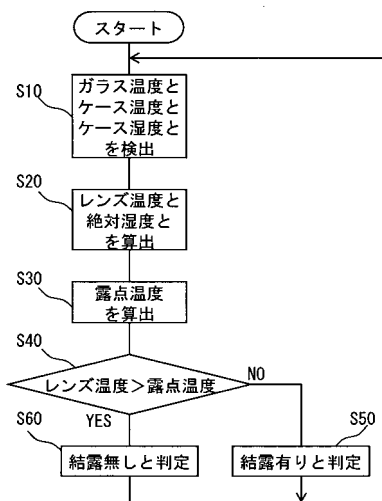 スタート
S10
ガラス温度と
ケース温度と
ケース湿度と
を検出
S20
レンズ温度と
絶対湿度と
を算出
S30
露点温度
を算出
S40
レンズ温度>露点温度
NO
YES
S60
結露無しと判定
S50
結露有りと判定